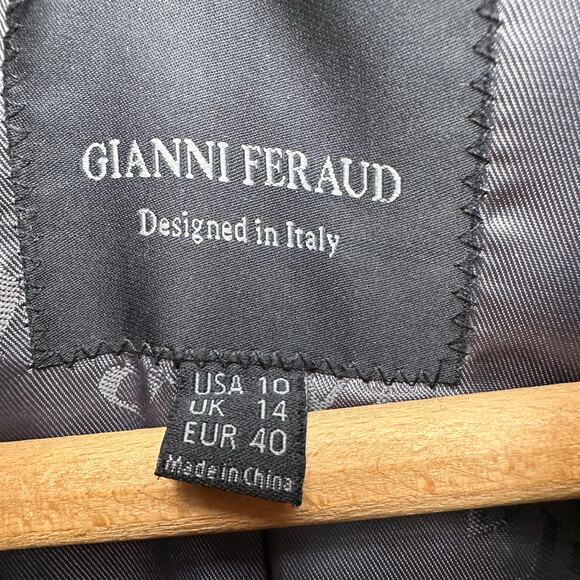 GIANNI FERAUD
Designed in Italy
USA 10
UK 14
EUR 40
Made in China